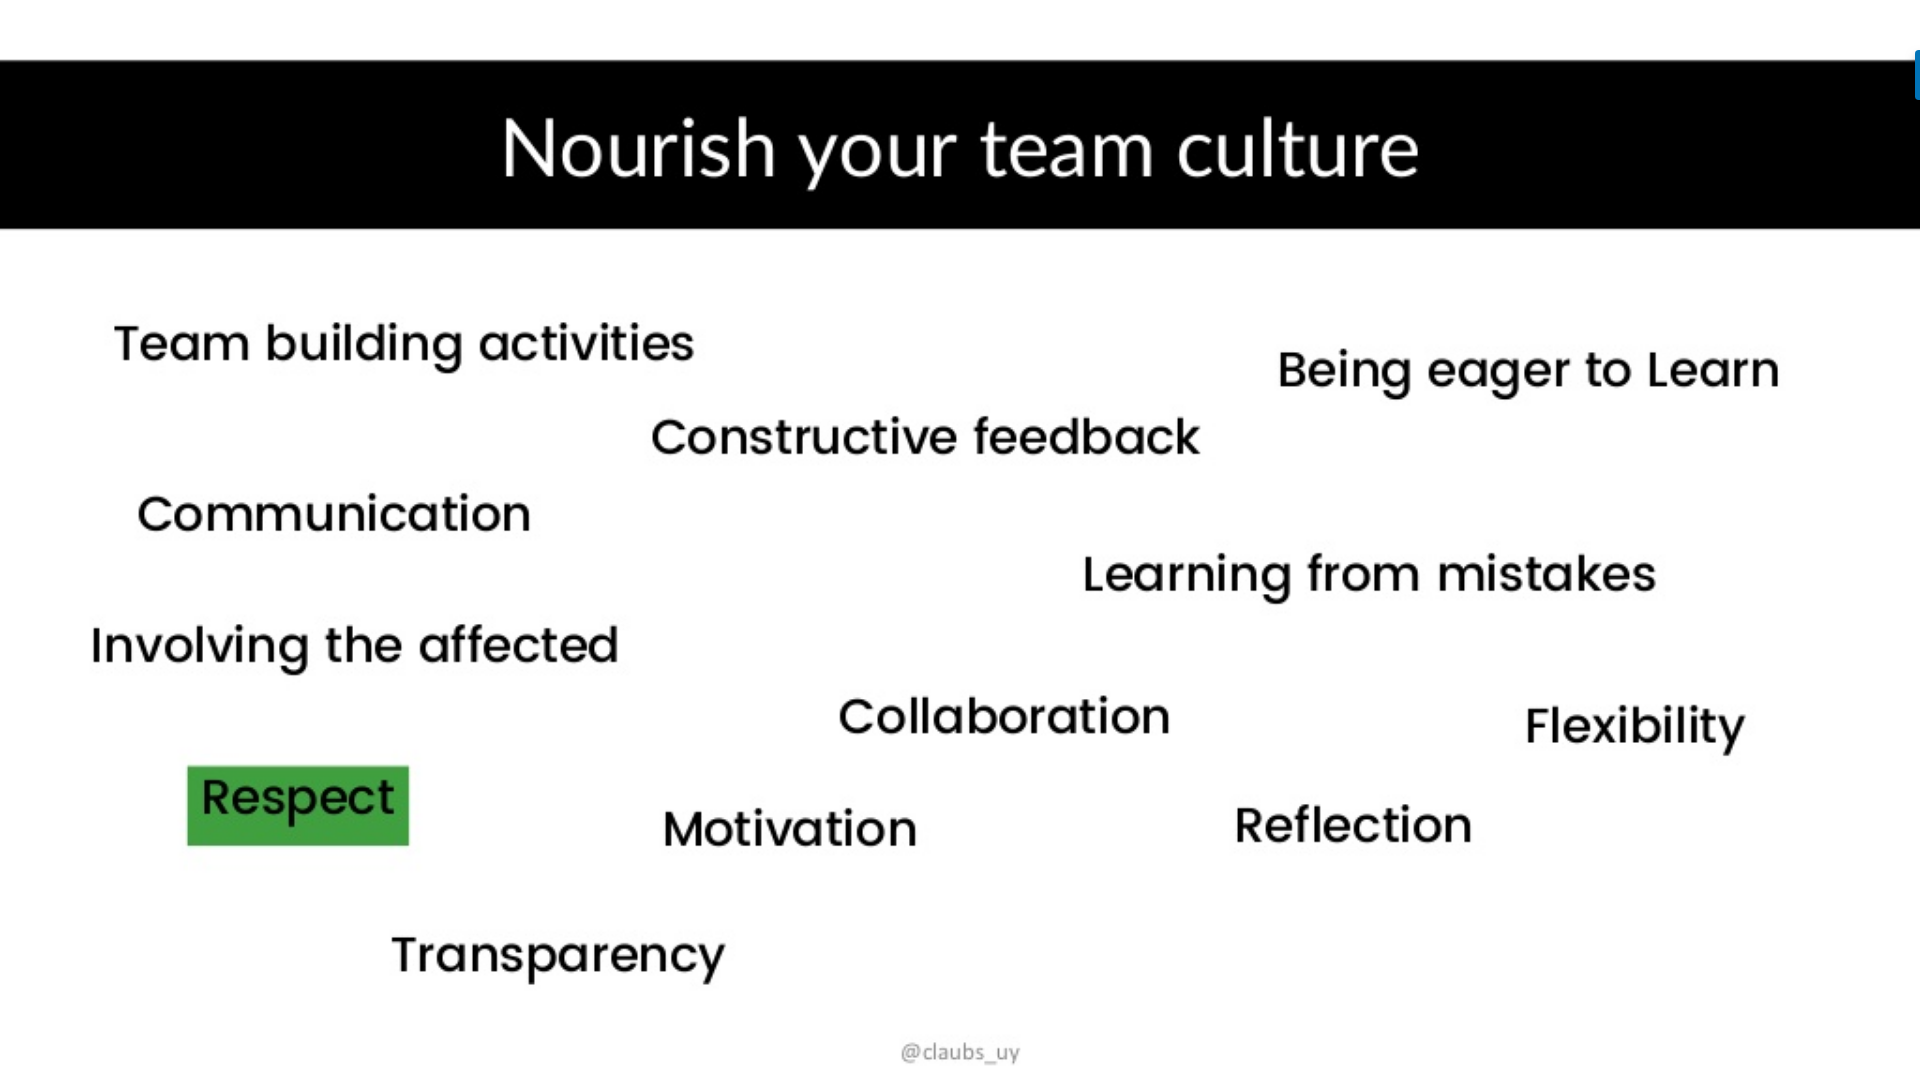 Nourish your team culture
Team building activities
Being eager to Learn
Constructive feedback
Communication
Learning from mistakes
Involving the affected
Collaboration
Flexibility
Respect
Motivation
Reflection
Transparency
@claubs_uy